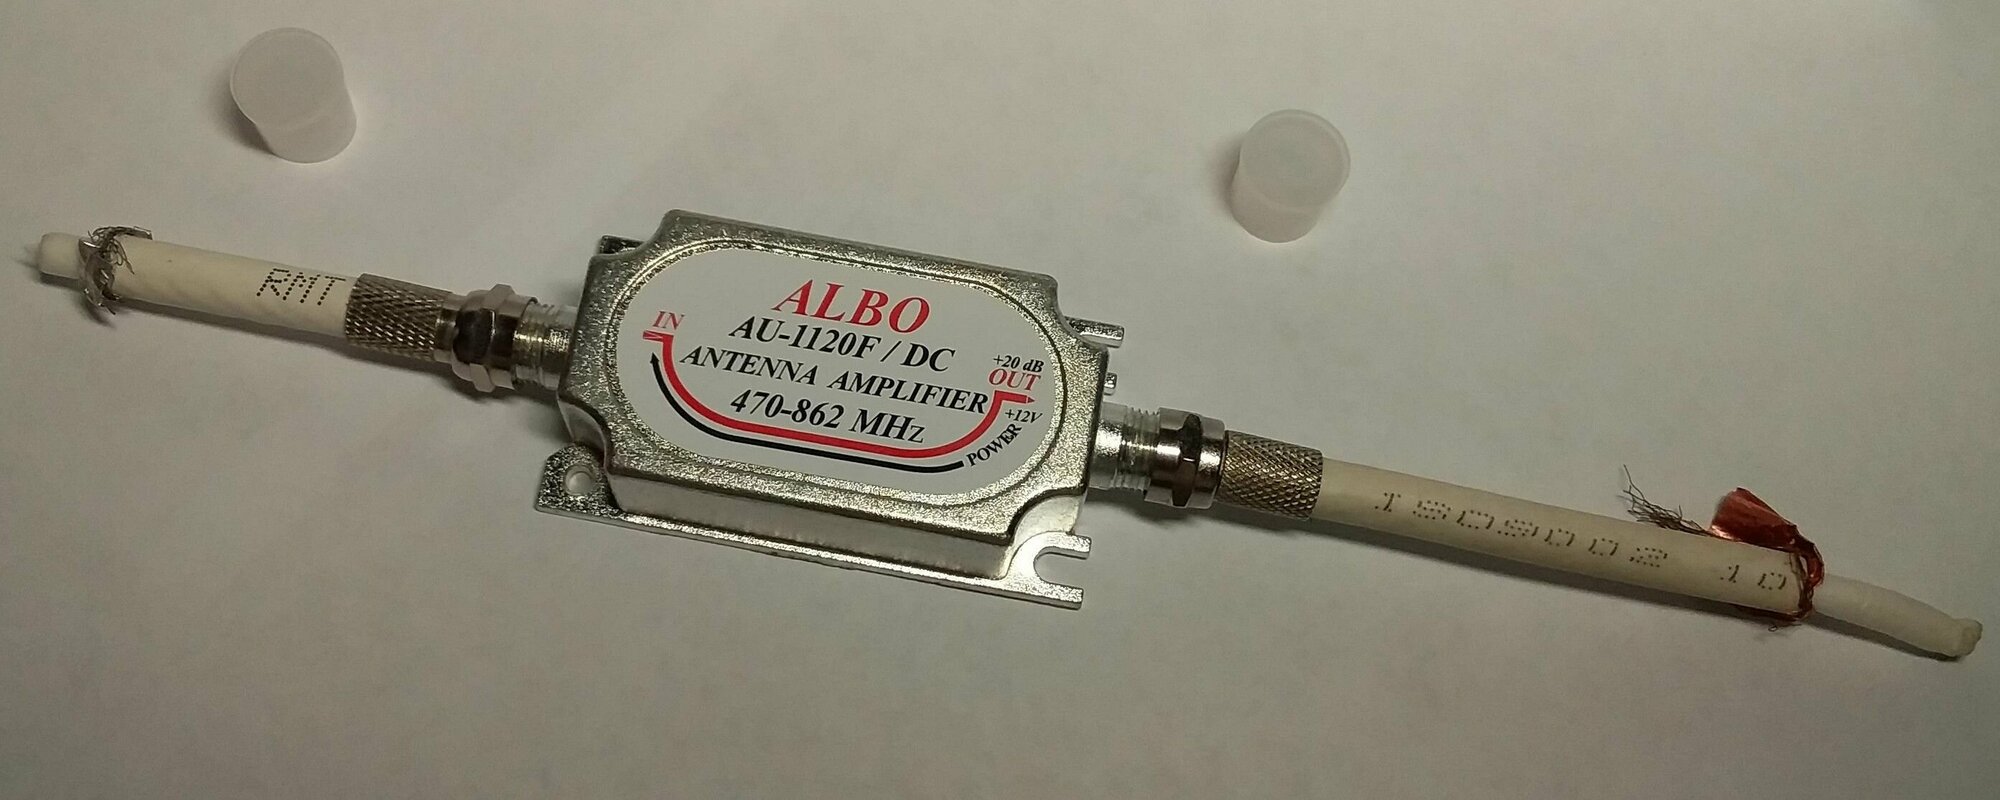 RMT
ALBO
AU-1120F / DC
ANTENNA AMPLIFIER
470-862 MHz
IN
+20 dB
OUT
+12V
POWER